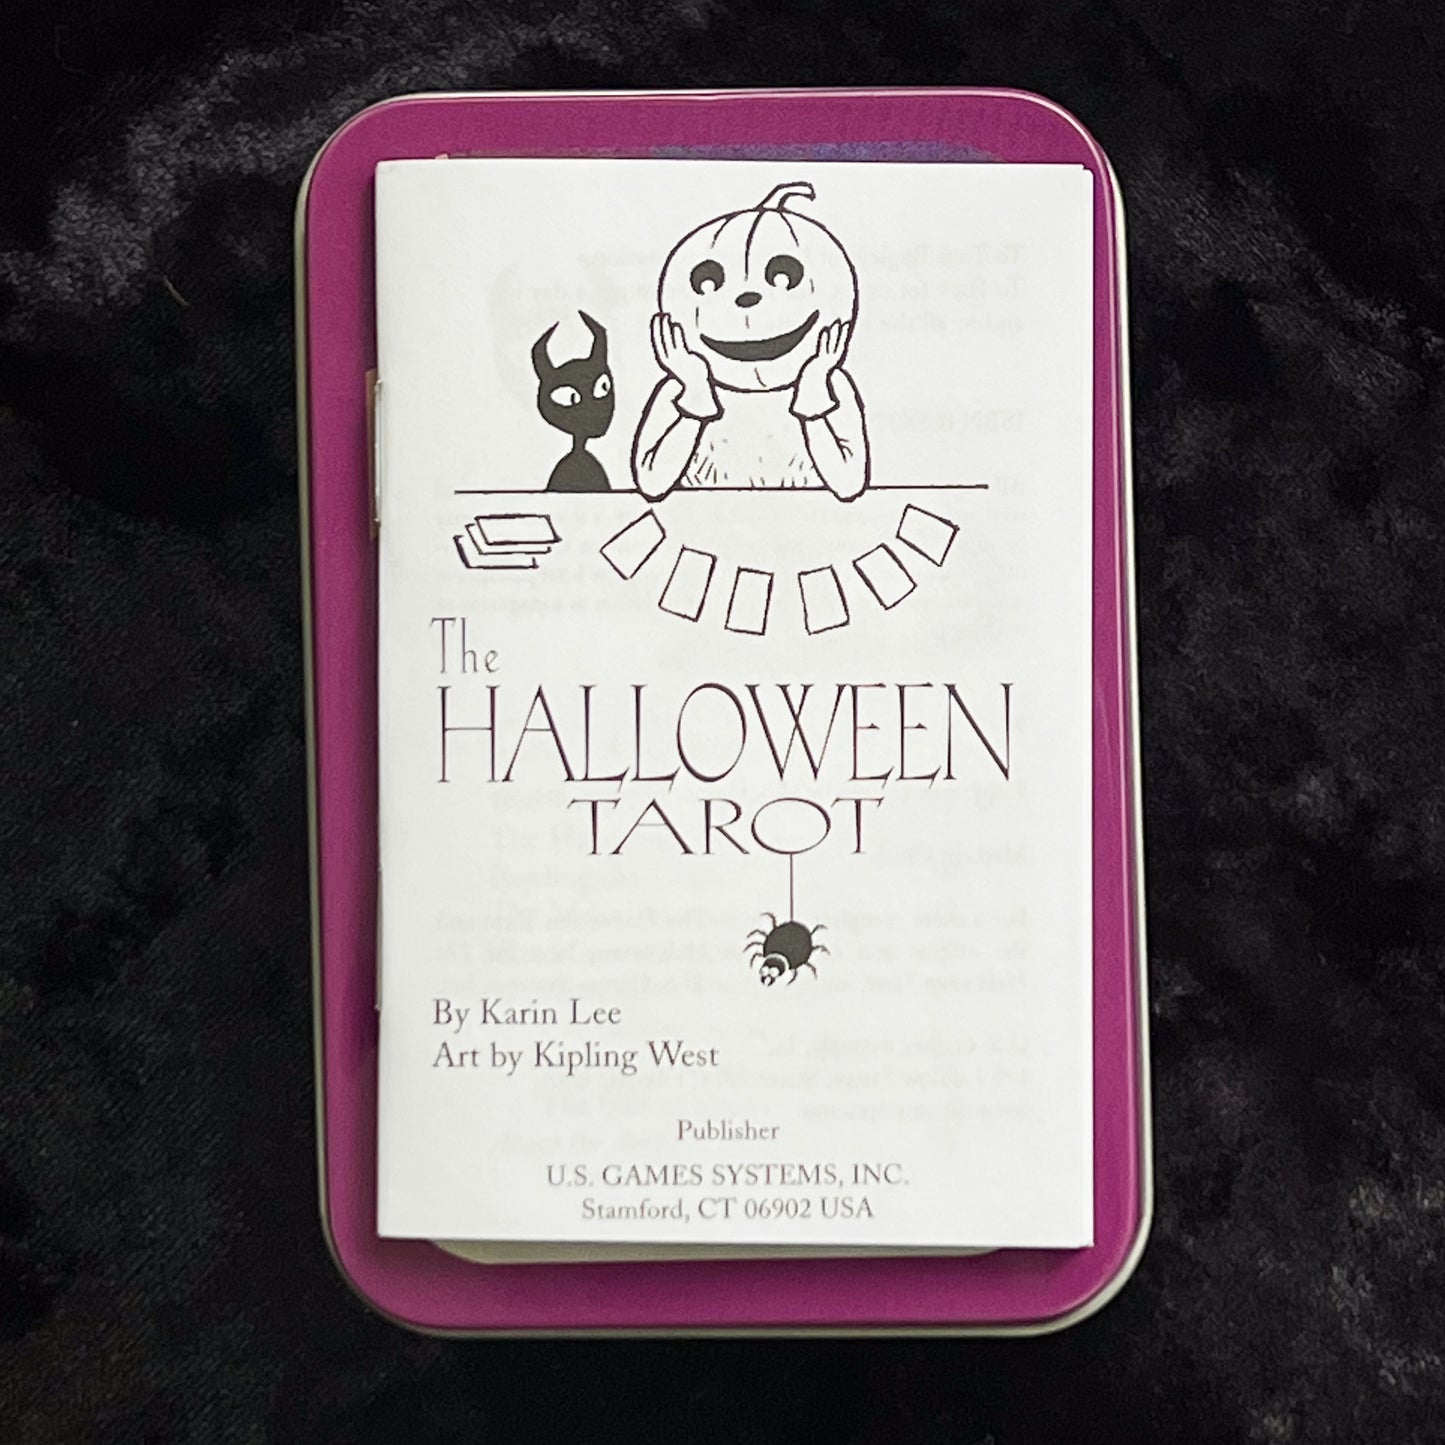 The
HALLOWEEN
TAROT
By Karin Lee
Art by Kipling West
Publisher
U.S. GAMES SYSTEMS, INC.
Stamford, CT 06902 USA